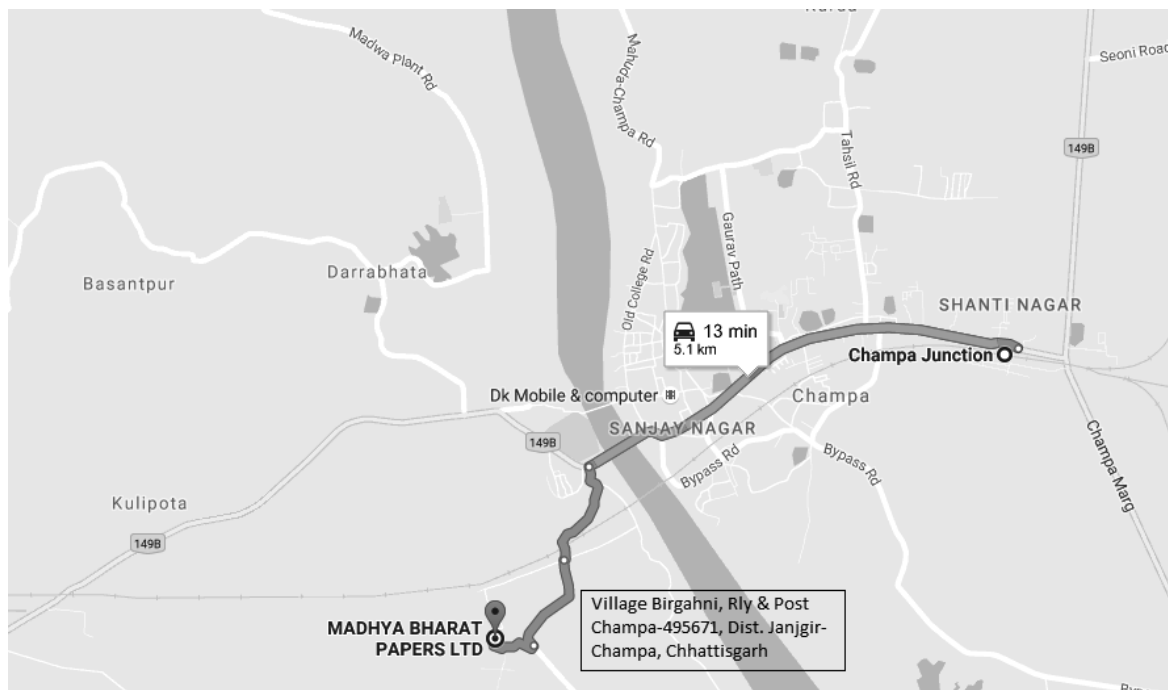 Seoni Road
Madwa Plant Rd
Mahuda-Champa Rd
149B
Tahsil Rd
Gaurav Path
Basantpur
Darrabhata
Old College Rd
SHANTI NAGAR
13 min
5.1 km
Champa Junction
Dk Mobile & computer
Champa
SANJAY NAGAR
149B
Bypass Rd
Bypass Rd
Champa Marg
Kulipota
149B
Village Birgahni, Rly & Post
Champa-495671, Dist. Janjgir-
Champa, Chhattisgarh
MADHYA BHARAT
PAPERS LTD